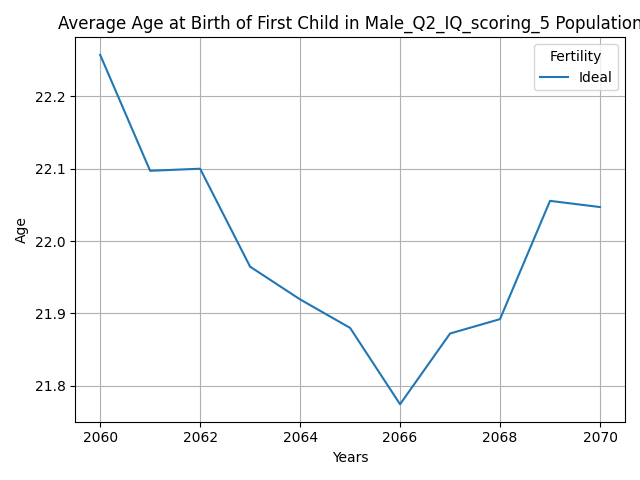 Average Age at Birth of First Child in Male_Q2_IQ_scoring_5 Population
Fertility
Ideal
22.2
22.1
22.0
21.9
21.8
Age
2060 2062 2064 2066 2068 2070
Years